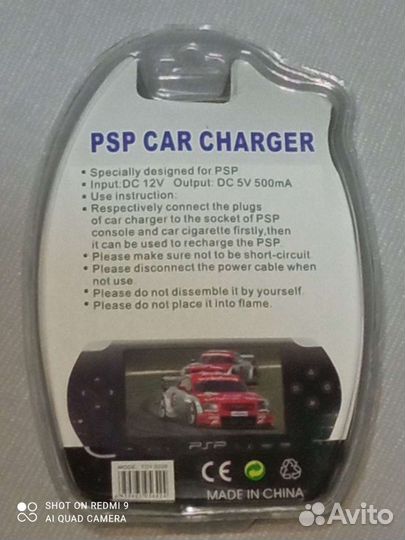 PSP CAR CHARGER
• Specially designed for PSP
• Input:DC 12V Output: DC 5V 500mA
• Use instruction:
• Respectively connect the plugs
of car charger to the socket of PSP
console and car cigarette firstly,then
it can be used to recharge the PSP.
• Please make sure not to be short-circuit.
• Please disconnect the power cable when
not use.
• Please do not dissemble it by yourself.
• Please do not place it into flame.
PSP
CE
MADE IN CHINA
SHOT ON REDMI 9
AI QUAD CAMERA
Avito